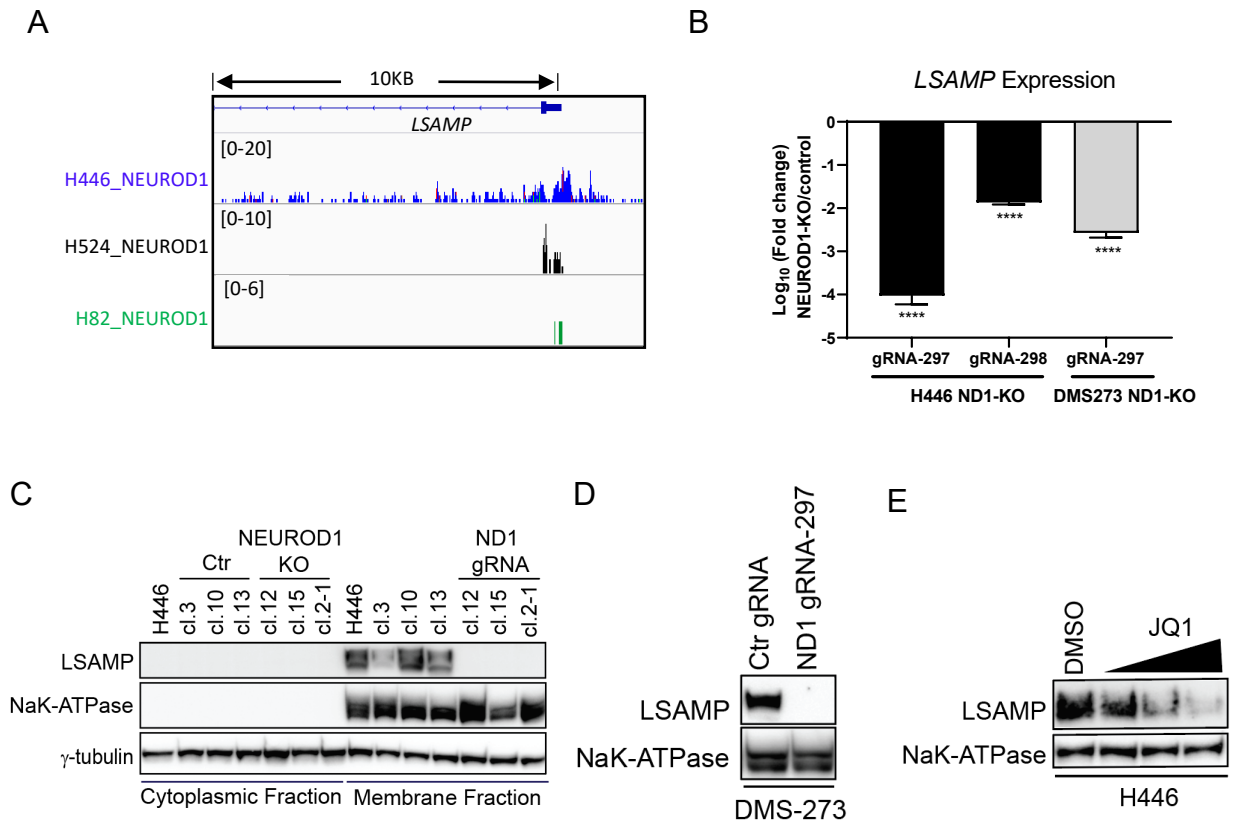 A
10KB
LSAMP
[0-20]
H446_NEUROD1
[0-10]
H524_NEUROD1
[0-6]
H82_NEUROD1
B
LSAMP Expression
Log10 (Fold change)
NEUROD1-KO/control
0
-1
-2
-3
-4
-5
****
****
****
gRNA-297 gRNA-298 gRNA-297
H446 ND1-KO DMS273 ND1-KO
C
NEUROD1
KO
Ctr
ND1
gRNA
H446 cl.3 cl.10 cl.13 cl.12 cl.15 cl.2-1 H446 cl.3 cl.10 cl.13 cl.12 cl.15 cl.2-1
LSAMP
NaK-ATPase
γ-tubulin
Cytoplasmic Fraction Membrane Fraction
D
Ctr gRNA
ND1 gRNA-297
LSAMP
NaK-ATPase
DMS-273
E
DMSO
JQ1
LSAMP
NaK-ATPase
H446